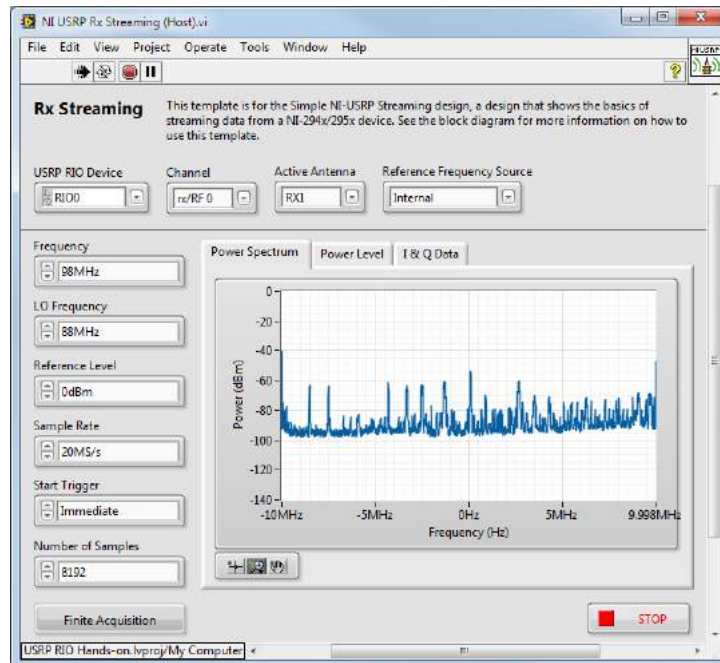 NI USRP Rx Streaming (Host).vi
File Edit View Project Operate Tools Window Help
NI USRP
Rx Streaming
This template is for the Simple NI-USRP Streaming design, a design that shows the basics of
streaming data from a NI-294x/295x device. See the block diagram for more information on how to
use this template.
USRP RIO Device Channel Active Antenna Reference Frequency Source
RIO0 rx/RF 0 RX1 Internal
Frequency
98MHz
LO Frequency
88MHz
Reference Level
0dBm
Sample Rate
20MS/s
Start Trigger
Immediate
Number of Samples
8192
Finite Acquisition
Power Spectrum Power Level I & Q Data
Power (dBm)
0
-20
-40
-60
-80
-100
-120
-140
-10MHz -5MHz 0Hz 5MHz 9.998MHz
Frequency (Hz)
STOP
USRP RIO Hands-on.lvproj/My Computer